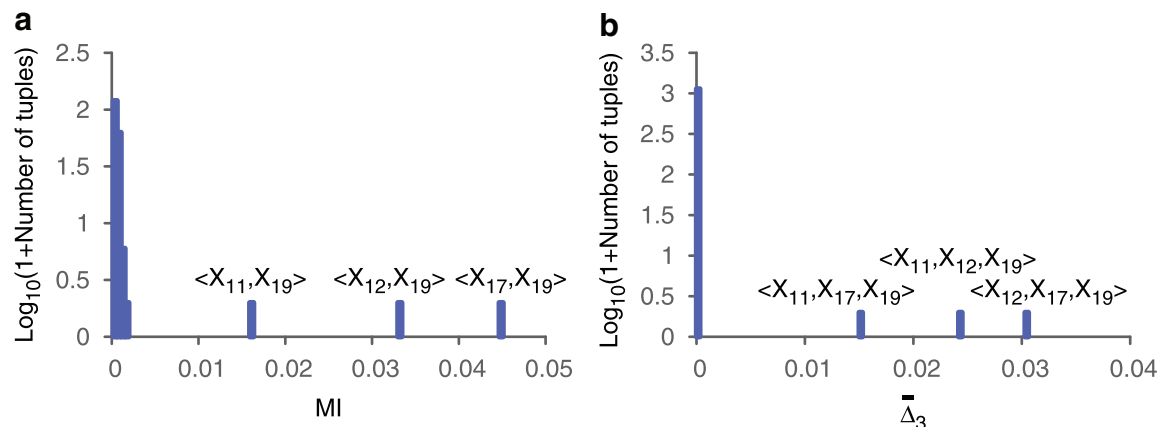 a
Log₁₀(1+Number of tuples)
2.5
2
1.5
1
0.5
0
<X₁₁,X₁₉> <X₁₂,X₁₉> <X₁₇,X₁₉>
0 0.01 0.02 0.03 0.04 0.05
MI
b
Log₁₀(1+Number of tuples)
3.5
3
2.5
2
1.5
1
0.5
0
<X₁₁,X₁₂,X₁₉>
<X₁₁,X₁₇,X₁₉> <X₁₂,X₁₇,X₁₉>
0 0.01 0.02 0.03 0.04
Δ̄₃